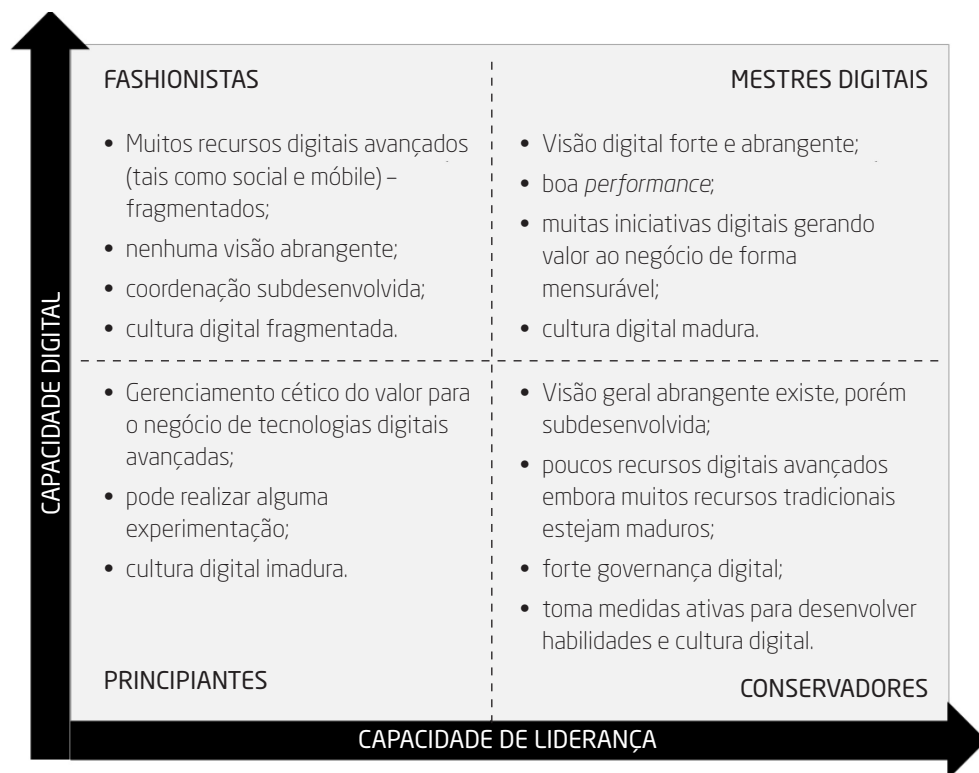 FASHIONISTAS
• Muitos recursos digitais avançados
(tais como social e móbile) –
fragmentados;
• nenhuma visão abrangente;
• coordenação subdesenvolvida;
• cultura digital fragmentada.
MESTRES DIGITAIS
• Visão digital forte e abrangente;
• boa performance;
• muitas iniciativas digitais gerando
valor ao negócio de forma
mensurável;
• cultura digital madura.
CAPACIDADE DIGITAL
• Gerenciamento cético do valor para
o negócio de tecnologias digitais
avançadas;
• pode realizar alguma
experimentação;
• cultura digital imadura.
PRINCIPIANTES
• Visão geral abrangente existe, porém
subdesenvolvida;
• poucos recursos digitais avançados
embora muitos recursos tradicionais
estejam maduros;
• forte governança digital;
• toma medidas ativas para desenvolver
habilidades e cultura digital.
CONSERVADORES
CAPACIDADE DE LIDERANÇA